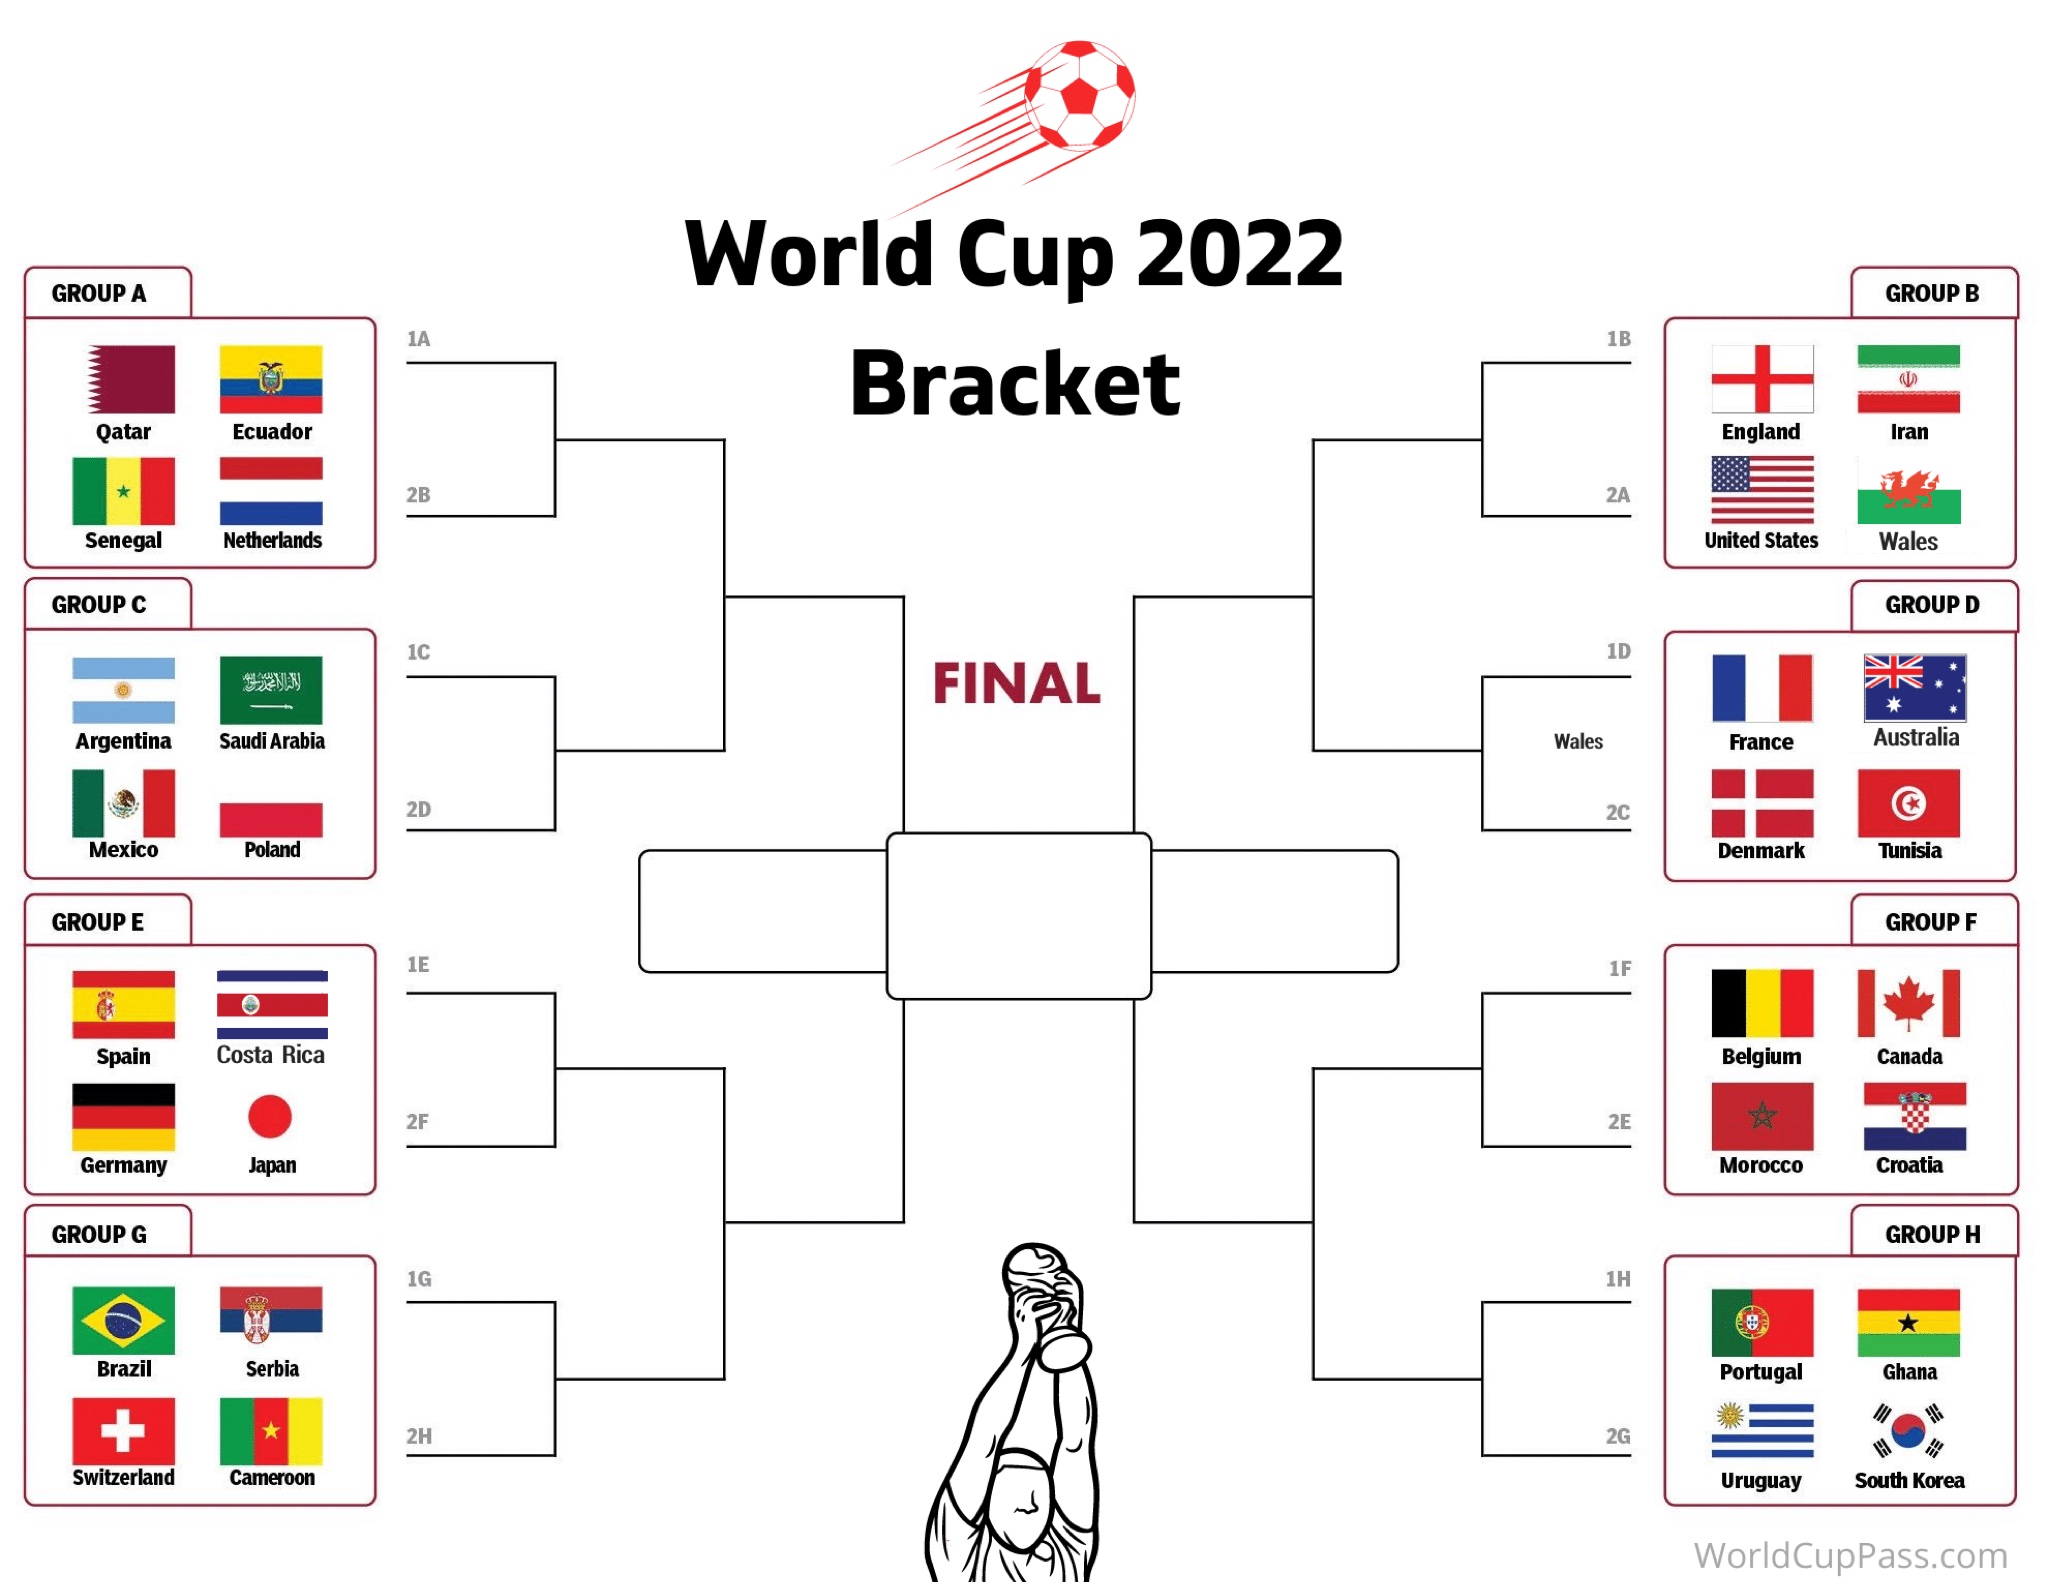 World Cup 2022
Bracket
GROUP A
Qatar
Ecuador
Senegal
Netherlands
GROUP C
Argentina
Saudi Arabia
Mexico
Poland
GROUP E
Spain
Costa Rica
Germany
Japan
GROUP G
Brazil
Serbia
Switzerland
Cameroon
1A
2B
1C
2D
1E
2F
1G
2H
FINAL
1B
2A
1D
Wales
2C
1F
2E
1H
2G
GROUP B
England
Iran
United States
Wales
GROUP D
France
Australia
Denmark
Tunisia
GROUP F
Belgium
Canada
Morocco
Croatia
GROUP H
Portugal
Ghana
Uruguay
South Korea
WorldCupPass.com